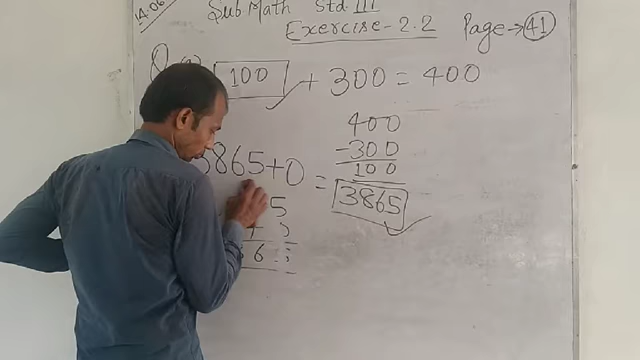 14.06
Sub Math Std. III
Exercise-2.2 Page→41
100 + 300 = 400
400
-300
100
3865+0 = 3865
5
6